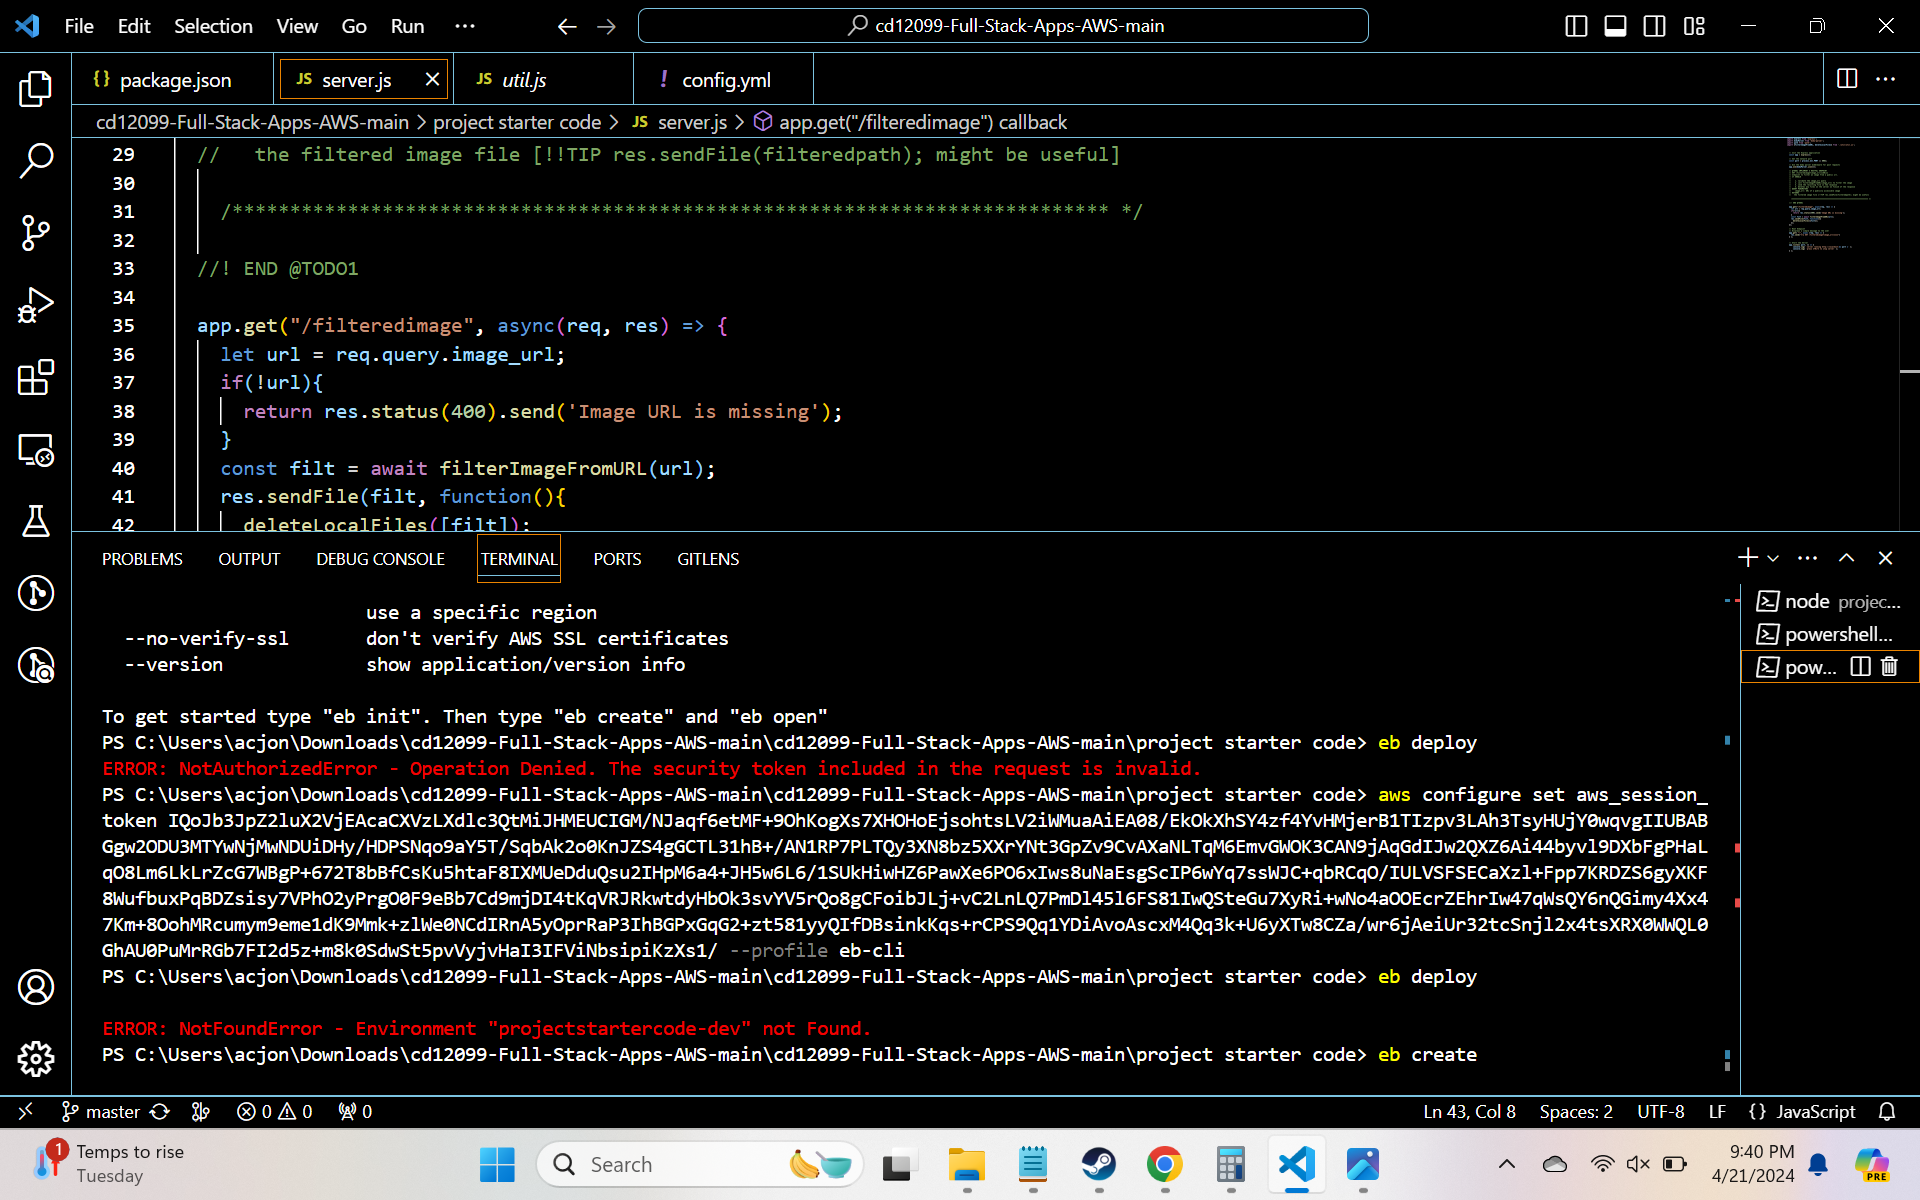 File Edit Selection View Go Run ··· cd12099-Full-Stack-Apps-AWS-main
{} package.json JS server.js JS util.js ! config.yml
cd12099-Full-Stack-Apps-AWS-main > project starter code > JS server.js > app.get("/filteredimage") callback
29 //   the filtered image file [!!TIP res.sendFile(filteredpath); might be useful]
30
31 /**************************************************************************** */
32
33 //! END @TODO1
34
35 app.get("/filteredimage", async(req, res) => {
36 let url = req.query.image_url;
37 if(!url){
38 return res.status(400).send('Image URL is missing');
39 }
40 const filt = await filterImageFromURL(url);
41 res.sendFile(filt, function(){
42 deleteLocalFiles([filt]);
PROBLEMS OUTPUT DEBUG CONSOLE TERMINAL PORTS GITLENS
node projec...
powershell...
pow...
use a specific region
--no-verify-ssl don't verify AWS SSL certificates
--version show application/version info
To get started type "eb init". Then type "eb create" and "eb open"
PS C:\Users\acjon\Downloads\cd12099-Full-Stack-Apps-AWS-main\cd12099-Full-Stack-Apps-AWS-main\project starter code> eb deploy
ERROR: NotAuthorizedError - Operation Denied. The security token included in the request is invalid.
PS C:\Users\acjon\Downloads\cd12099-Full-Stack-Apps-AWS-main\cd12099-Full-Stack-Apps-AWS-main\project starter code> aws configure set aws_session_
token IQoJb3JpZ2luX2VjEAcaCXVzLXdlc3QtMiJHMEUCIGM/NJaqf6etMF+9OhKogXs7XHOHoEjsohtsLV2iWMuaAiEA08/EkOkXhSY4zf4YvHMjerB1TIzpv3LAh3TsyHUjY0wqvgIIUBAB
Ggw2ODU3MTYwNjMwNDUiDHy/HDPSNqo9aY5T/SqbAk2o0KnJZS4gGCTL31hB+/AN1RP7PLTQy3XN8bz5XXrYNt3GpZv9CvAXaNLTqM6EmvGWOK3CAN9jAqGdIJw2QXZ6Ai44byvl9DXbFgPHaL
qO8Lm6LkLrZcG7WBgP+672T8bBfCsKu5htaF8IXMUeDduQsu2IHpM6a4+JH5w6L6/1SUkHiwHZ6PawXe6PO6xIws8uNaEsgScIP6wYq7ssWJC+qbRCqO/IULVSFSECaXzl+Fpp7KRDZS6gyXKF
8WufbuxPqBDZsisy7VPhO2yPrgO0F9eBb7Cd9mjDI4tKqVRJRkwtdyHbOk3svYV5rQo8gCFoibJLj+vC2LnLQ7PmDl45l6FS81IwQSteGu7XyRi+wNo4aOOEcrZEhrIw47qWsQY6nQGimy4Xx4
7Km+8OohMRcumym9eme1dK9Mmk+zlWe0NCdIRnA5yOprRaP3IhBGPxGqG2+zt581yyQIfDBsinkKqs+rCPS9Qq1YDiAvoAscxM4Qq3k+U6yXTw8CZa/wr6jAeiUr32tcSnjl2x4tsXRX0WWQL0
GhAU0PuMrRGb7FI2d5z+m8k0SdwSt5pvVyjvHaI3IFViNbsipiKzXs1/ --profile eb-cli
PS C:\Users\acjon\Downloads\cd12099-Full-Stack-Apps-AWS-main\cd12099-Full-Stack-Apps-AWS-main\project starter code> eb deploy
ERROR: NotFoundError - Environment "projectstartercode-dev" not Found.
PS C:\Users\acjon\Downloads\cd12099-Full-Stack-Apps-AWS-main\cd12099-Full-Stack-Apps-AWS-main\project starter code> eb create
master 0 0 0 Ln 43, Col 8 Spaces: 2 UTF-8 LF {} JavaScript
1 Temps to rise
Tuesday
Search
9:40 PM
4/21/2024
PRE